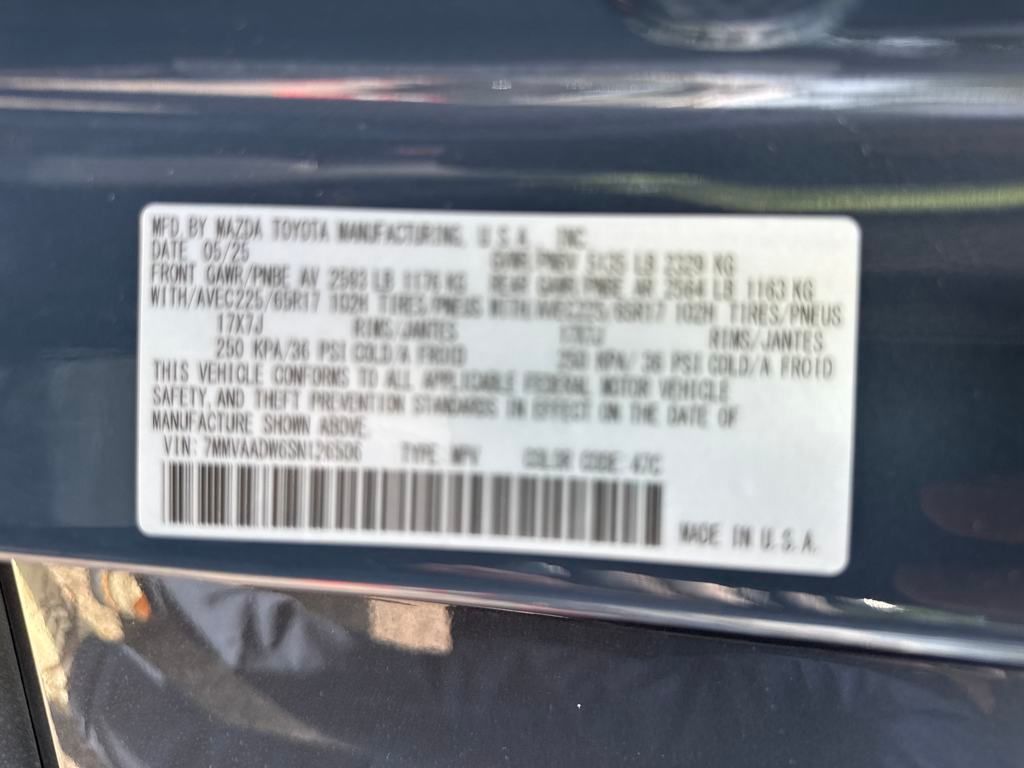 MFD. BY MAZDA TOYOTA MANUFACTURING, U.S.A., INC.
DATE 05/25 GVWR/PNBV 5135 LB 2329 KG
FRONT GAWR/PNBE AV 2593 LB 1176 KG REAR GAWR/PNBE AR 2564 LB 1163 KG
WITH/AVEC225/65R17 102H TIRES/PNEUS WITH/AVEC225/65R17 102H TIRES/PNEUS
17X7J RIMS/JANTES 17X7J RIMS/JANTES
250 KPA/36 PSI COLD/A FROID 250 KPA/36 PSI COLD/A FROID
THIS VEHICLE CONFORMS TO ALL APPLICABLE FEDERAL MOTOR VEHICLE
SAFETY, AND THEFT PREVENTION STANDARDS IN EFFECT ON THE DATE OF
MANUFACTURE SHOWN ABOVE.
VIN: 7MMVAADW6SN126506 TYPE: MPV COLOR CODE: 47C
MADE IN U.S.A.